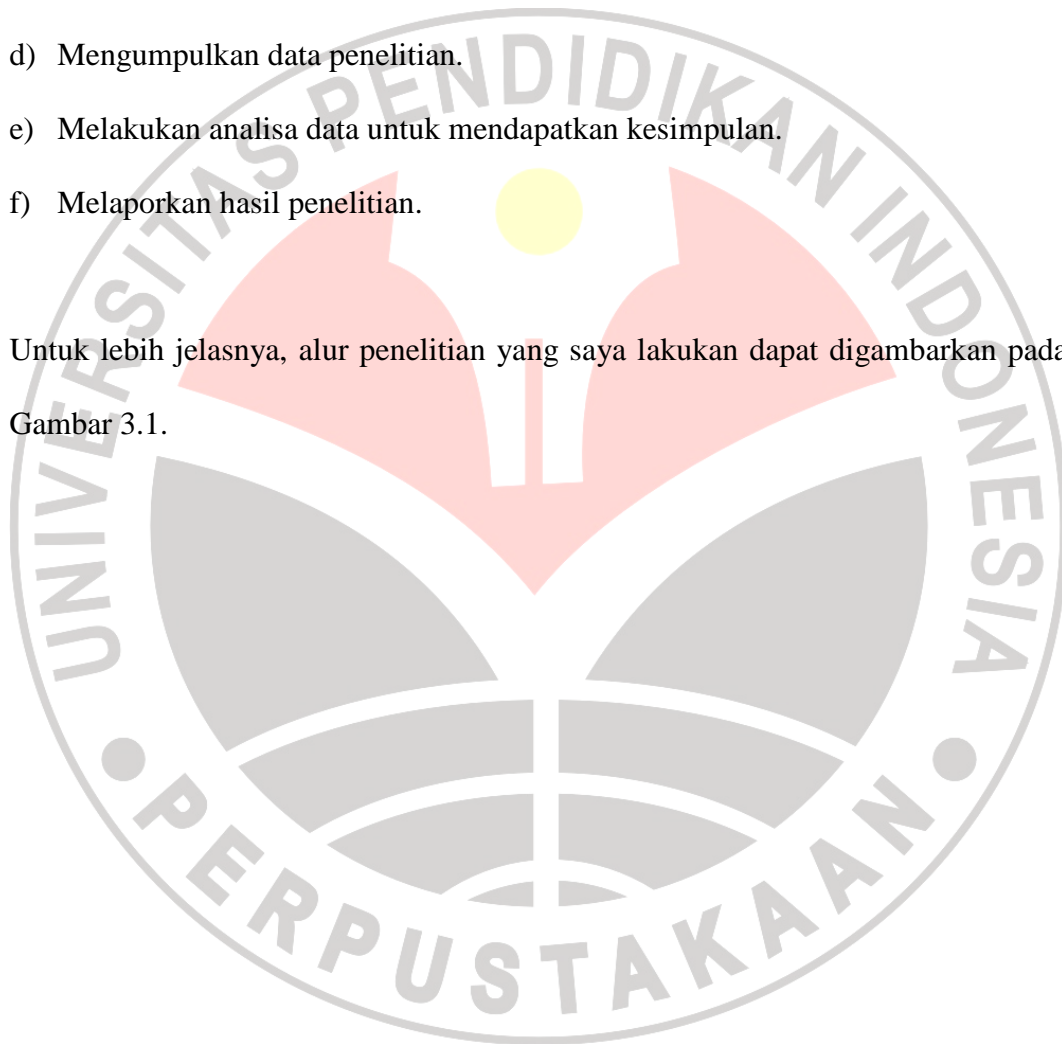 d) Mengumpulkan data penelitian.
e) Melakukan analisa data untuk mendapatkan kesimpulan.
f) Melaporkan hasil penelitian.
Untuk lebih jelasnya, alur penelitian yang saya lakukan dapat digambarkan pada
Gambar 3.1.
UNIVERSITAS PENDIDIKAN INDONESIA
PERPUSTAKAAN